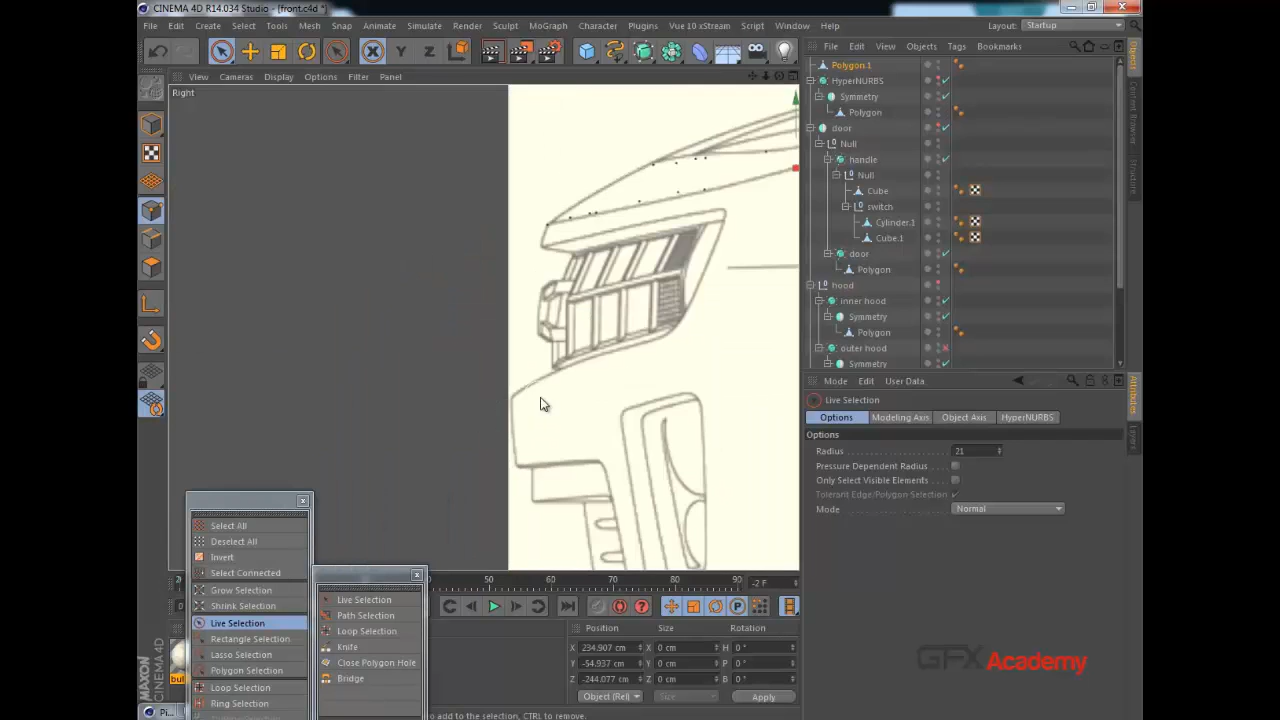 CINEMA 4D R14.034 Studio - [front.c4d *]
File Edit Create Select Tools Mesh Snap Animate Simulate Render Sculpt MoGraph Character Plugins Vue 10 xStream Script Window Help
Layout: Startup
File Edit View Objects Tags Bookmarks
View Cameras Display Options Filter Panel
Right
Polygon.1
HyperNURBS
Symmetry
Polygon
door
Null
handle
Null
Cube
switch
Cylinder.1
Cube.1
door
Polygon
hood
inner hood
Symmetry
Polygon
outer hood
Symmetry
Content Browser
Structure
Mode Edit User Data
Attributes
Layers
Live Selection
Options Modeling Axis Object Axis HyperNURBS
Options
Radius 21
Pressure Dependent Radius
Only Select Visible Elements
Tolerant Edge/Polygon Selection
Mode Normal
Select All
Deselect All
Invert
Select Connected
Grow Selection
Shrink Selection
Live Selection
Rectangle Selection
Lasso Selection
Polygon Selection
Loop Selection
Ring Selection
Live Selection
Path Selection
Loop Selection
Knife
Close Polygon Hole
Bridge
50 60 70 80 90 -2 F
Position Size Rotation
X 234.907 cm X 0 cm H 0 °
Y -54.937 cm Y 0 cm P 0 °
Z -244.077 cm Z 0 cm B 0 °
Object (Rel) Size Apply
to add to the selection, CTRL to remove.
MAXON CINEMA 4D
GFXAcademy